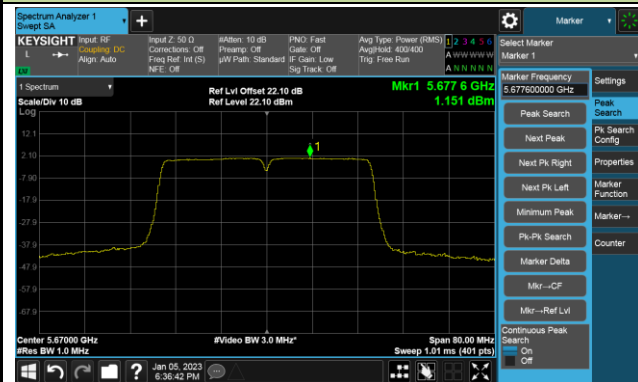 Spectrum Analyzer 1
Swept SA
Marker
KEYSIGHT Input: RF Input Z: 50 Ω #Atten: 10 dB PNO: Fast Avg Type: Power (RMS) 1 2 3 4 5 6
L Coupling: DC Corrections: Off Preamp: Off Gate: Off Avg|Hold: 400/400 A W W W W W
Align: Auto Freq Ref: Int (S) µW Path: Standard IF Gain: Low Trig: Free Run
NFE: Off Sig Track: Off A N N N N N
LXI
Select Marker
Marker 1
1 Spectrum
Ref Lvl Offset 22.10 dB
Mkr1 5.677 6 GHz
Scale/Div 10 dB
Ref Level 22.10 dBm
1.151 dBm
Log
12.1
2.10
-7.90
-17.9
-27.9
-37.9
-47.9
-57.9
-67.9
1
Center 5.67000 GHz
#Video BW 3.0 MHz*
Span 80.00 MHz
#Res BW 1.0 MHz
Sweep 1.01 ms (401 pts)
Marker Frequency
5.677600000 GHz
Peak Search
Next Peak
Next Pk Right
Next Pk Left
Minimum Peak
Pk-Pk Search
Marker Delta
Mkr→CF
Mkr→Ref Lvl
Continuous Peak
Search
On
Off
Settings
Peak
Search
Pk Search
Config
Properties
Marker
Function
Marker→
Counter
Jan 05, 2023
6:36:42 PM